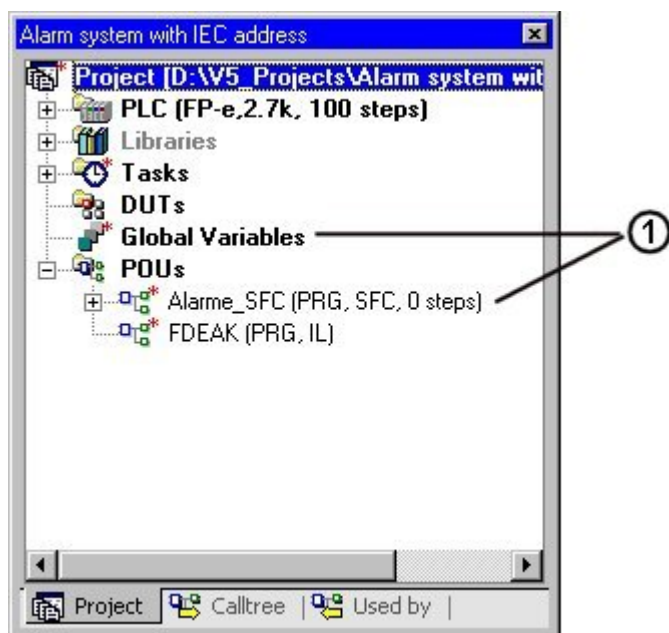 Alarm system with IEC address
Project [D:\V5_Projects\Alarm system wit
PLC (FP-e,2.7k, 100 steps)
Libraries
Tasks
DUTs
Global Variables
1
POUs
Alarme_SFC (PRG, SFC, 0 steps)
FDEAK (PRG, IL)
Project Calltree Used by